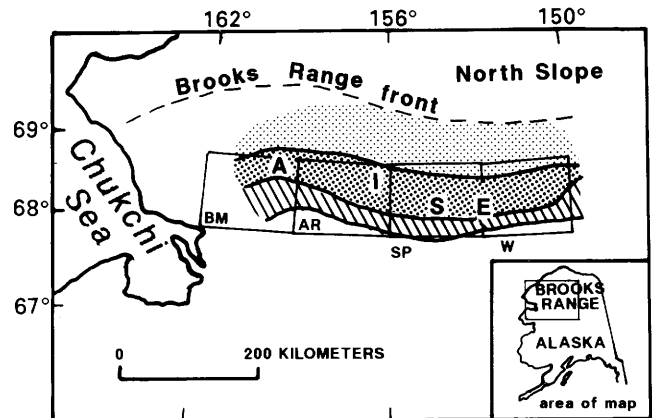 162° 156° 150°
Brooks Range front
North Slope
69°
68°
67°
Chukchi
Sea
A I S E
BM AR SP W
0 200 KILOMETERS
BROOKS
RANGE
ALASKA
area of map